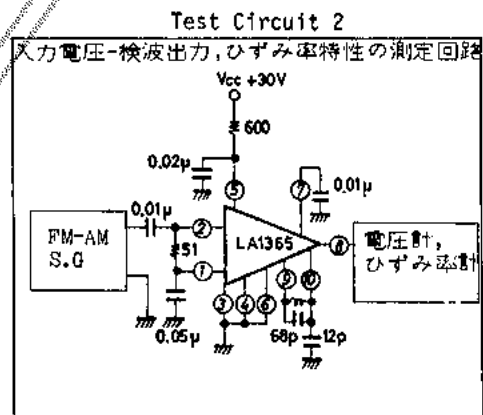 Test Circuit 2
入力電圧-検波出力,ひずみ率特性の測定回路
Vcc +30V
600
0.02μ
0.01μ
0.01μ
FM-AM
S.G
51
LA1365
電圧計,
ひずみ率計
1
2
3
4
5
6
7
8
9
10
0.05μ
68p
12p